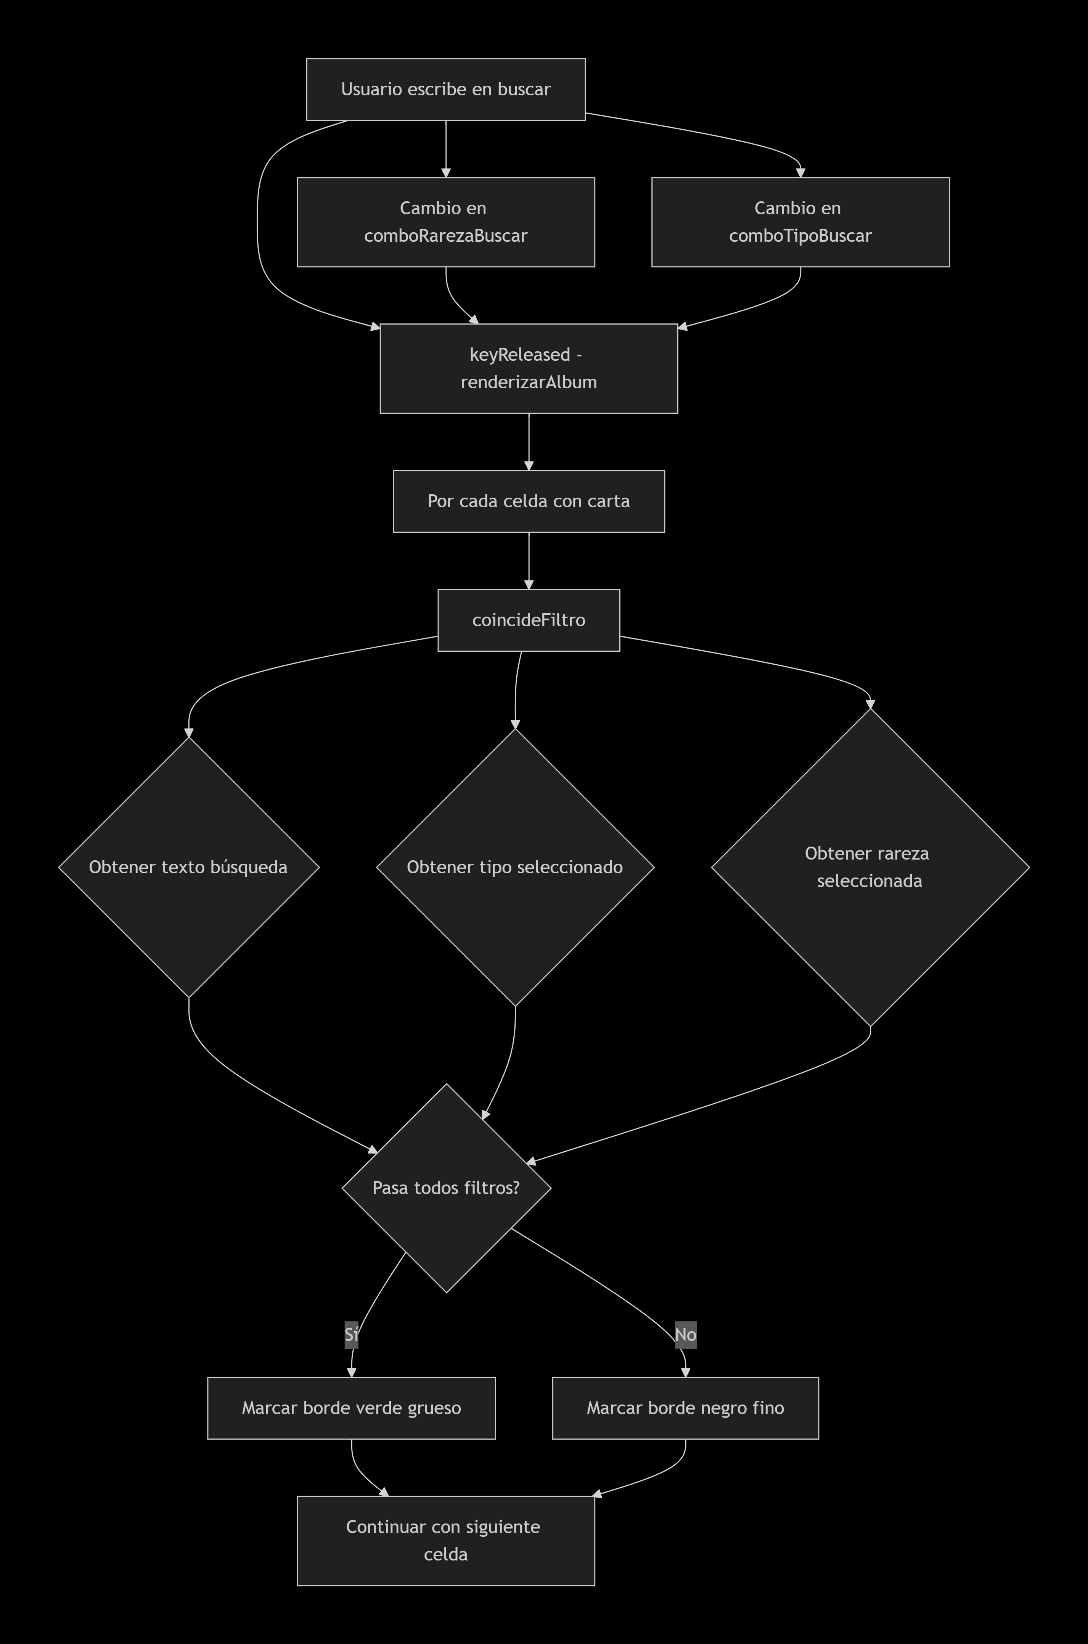 Usuario escribe en buscar
Cambio en
comboRarezaBuscar
Cambio en
comboTipoBuscar
keyReleased -
renderizarAlbum
Por cada celda con carta
coincideFiltro
Obtener texto búsqueda
Obtener tipo seleccionado
Obtener rareza
seleccionada
Pasa todos filtros?
Sí
No
Marcar borde verde grueso
Marcar borde negro fino
Continuar con siguiente
celda